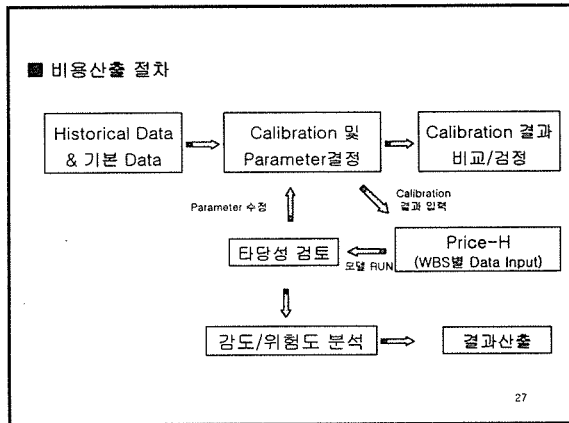 ■ 비용산출 절차
Historical Data
& 기본 Data
Calibration 및
Parameter결정
Calibration 결과
비교/검정
Parameter 수정
Calibration
결과 입력
타당성 검토
모델 RUN
Price-H
(WBS별 Data Input)
감도/위험도 분석
결과산출
27